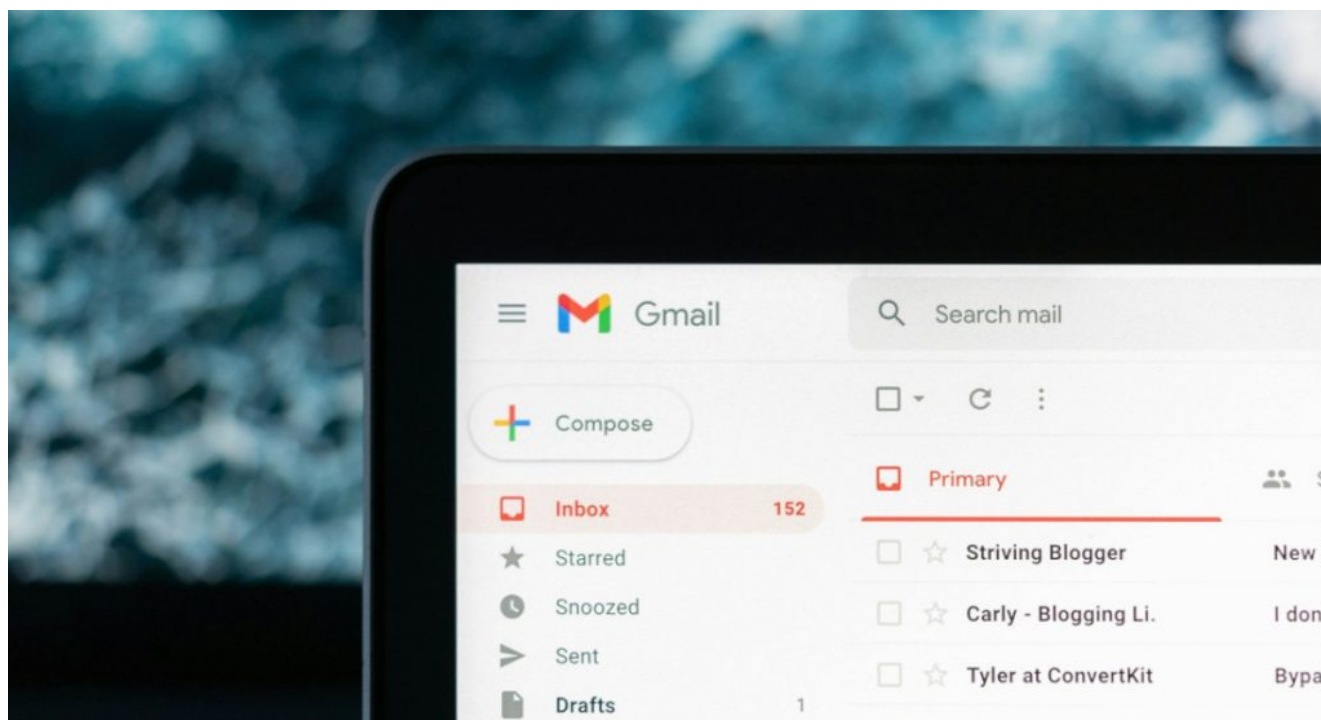 Gmail
Search mail
Compose
Primary
Inbox 152
Starred
Snoozed
Sent
Drafts 1
Striving Blogger New
Carly - Blogging Li. I don
Tyler at ConvertKit Bypa